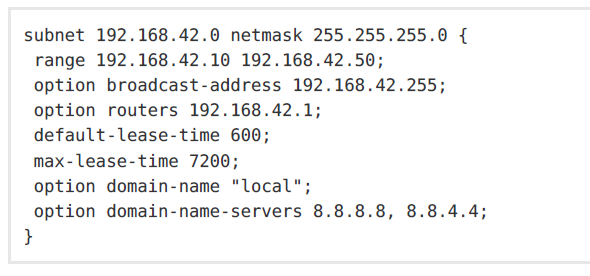 subnet 192.168.42.0 netmask 255.255.255.0 {
 range 192.168.42.10 192.168.42.50;
 option broadcast-address 192.168.42.255;
 option routers 192.168.42.1;
 default-lease-time 600;
 max-lease-time 7200;
 option domain-name "local";
 option domain-name-servers 8.8.8.8, 8.8.4.4;
}